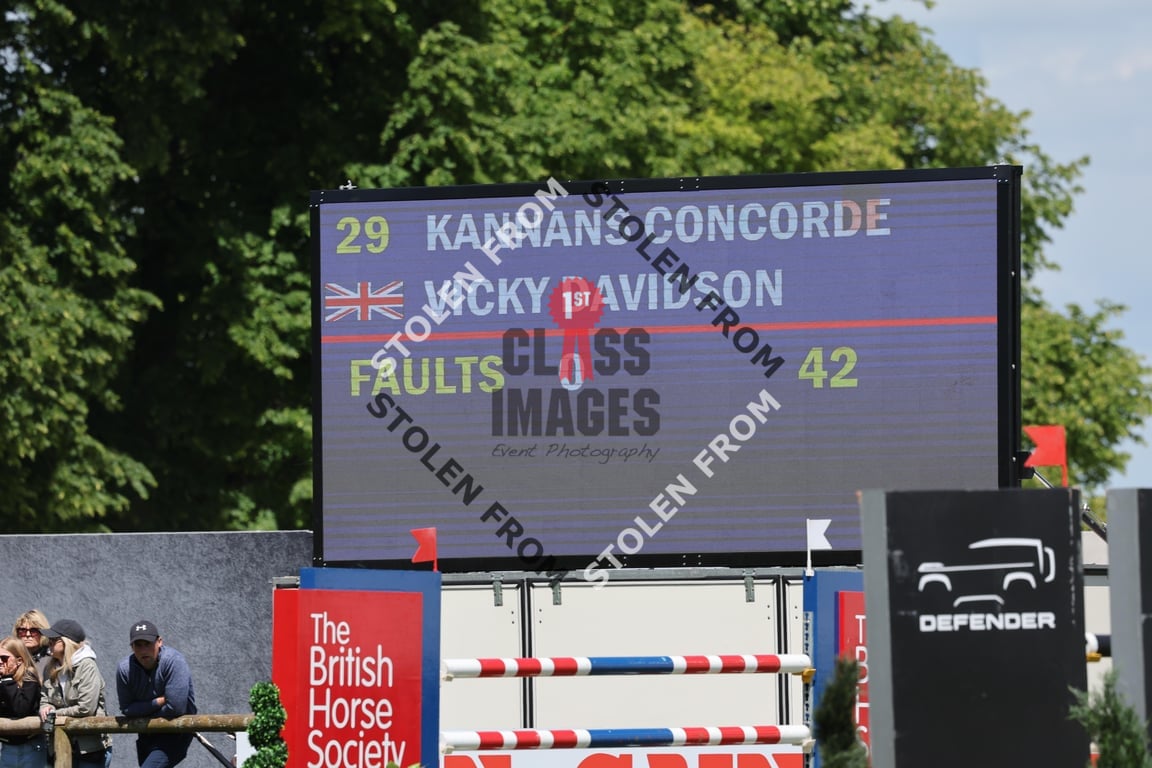 29 KANNANS CONCORDE
VICKY DAVIDSON
FAULTS 0 42
STOLEN FROM
STOLEN FROM
STOLEN FROM
STOLEN FROM
1ST
CLASS
IMAGES
Event Photography
The
British
Horse
Society
DEFENDER